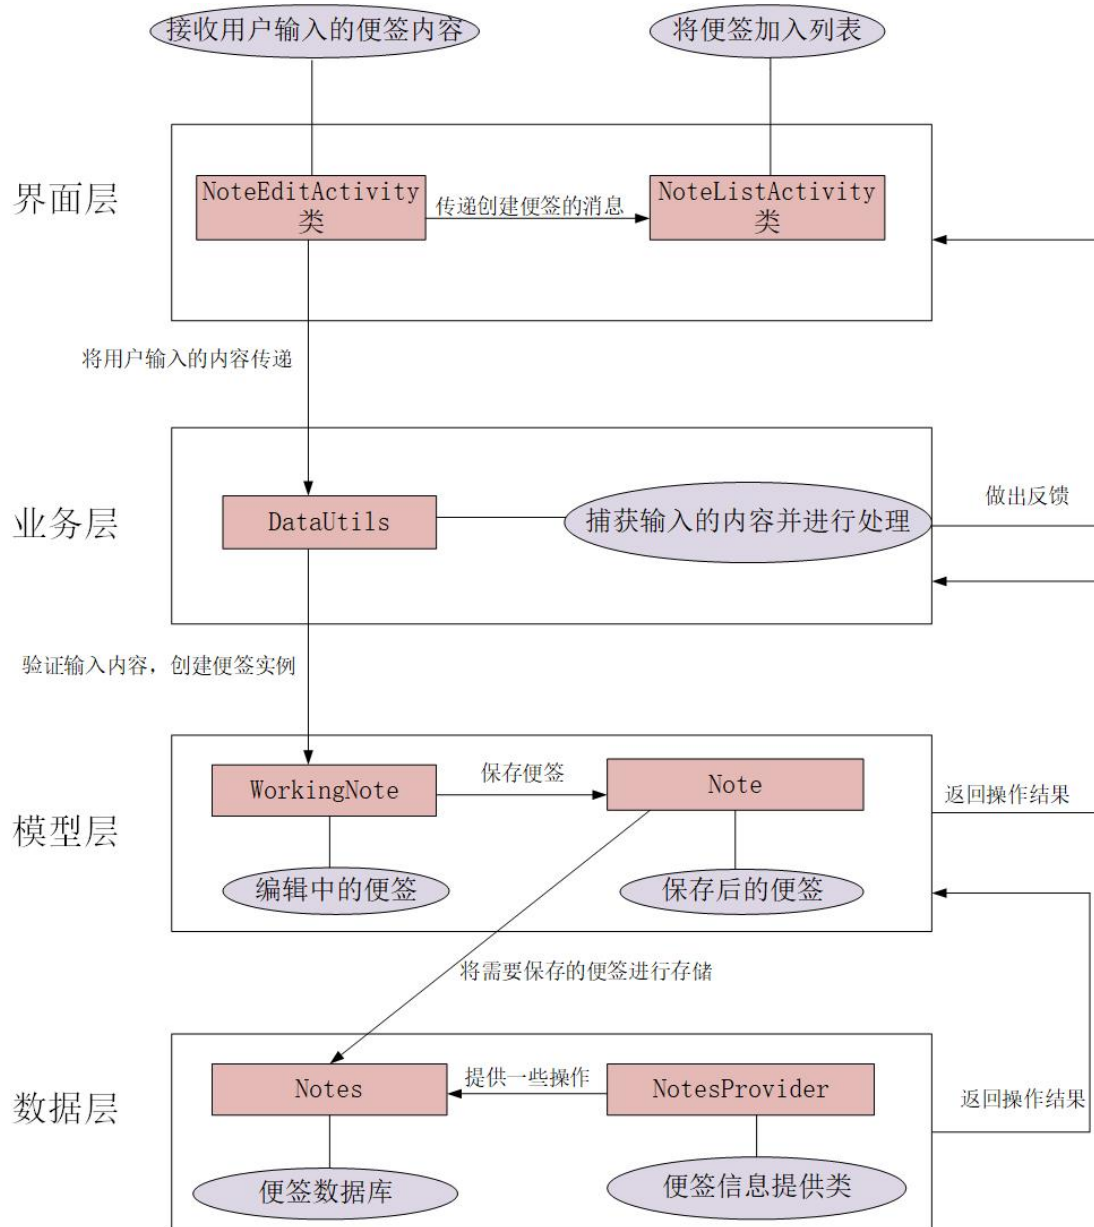 接收用户输入的便签内容
将便签加入列表
界面层
NoteEditActivity
类
传递创建便签的消息
NoteListActivity
类
将用户输入的内容传递
业务层
DataUtils
捕获输入的内容并进行处理
做出反馈
验证输入内容，创建便签实例
模型层
WorkingNote
保存便签
Note
返回操作结果
编辑中的便签
保存后的便签
将需要保存的便签进行存储
数据层
Notes
提供一些操作
NotesProvider
返回操作结果
便签数据库
便签信息提供类